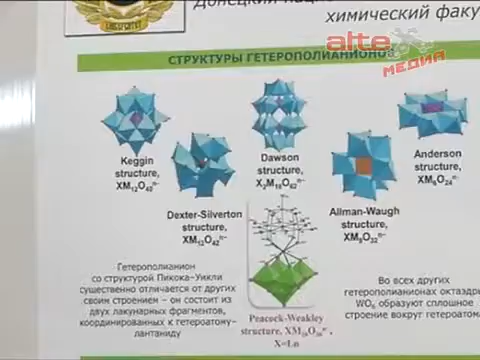 Донецкий
химический факу
alte
МЕДИА
УНІВЕРСИТЕТ
СТРУКТУРЫ ГЕТЕРОПОЛИАНИОНОВ
Keggin
structure,
XM12O40ⁿ⁻
Dexter-Silverton
structure,
XM12O42ⁿ⁻
Dawson
structure,
X2M18O62ⁿ⁻
Allman-Waugh
structure,
XM9O32ⁿ⁻
Anderson
structure,
XM6O24ⁿ⁻
Peacock-Weakley
structure, XM10O36ⁿ⁻,
X=Ln
Гетерополианион
со структурой Пикока-Уикли
существенно отличается от других
своим строением – он состоит из
двух лакунарных фрагментов,
координированных к гетероатому-
лантаниду
Во всех других
гетерополианионах октаэдры
WO6 образуют сплошное
строение вокруг гетероатома